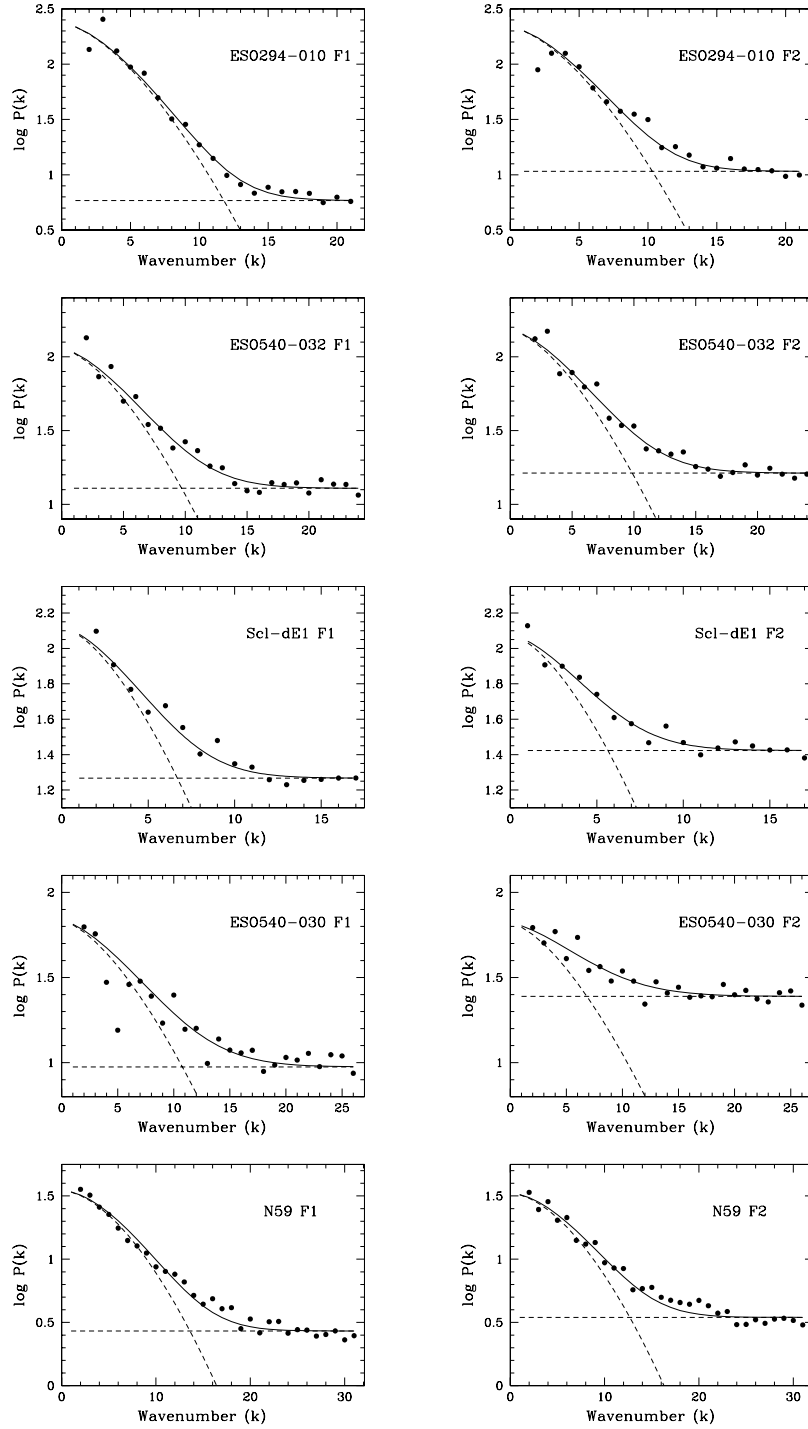 2.5
2
1.5
1
0.5
log P(k)
ESO294-010 F1
0 5 10 15 20
Wavenumber (k)
2.5
2
1.5
1
0.5
log P(k)
ESO294-010 F2
0 5 10 15 20
Wavenumber (k)
2
1.5
1
log P(k)
ESO540-032 F1
0 5 10 15 20
Wavenumber (k)
2
1.5
1
log P(k)
ESO540-032 F2
0 5 10 15 20
Wavenumber (k)
2.2
2
1.8
1.6
1.4
1.2
log P(k)
Scl-dE1 F1
0 5 10 15
Wavenumber (k)
2.2
2
1.8
1.6
1.4
1.2
log P(k)
Scl-dE1 F2
0 5 10 15
Wavenumber (k)
2
1.5
1
log P(k)
ESO540-030 F1
0 5 10 15 20 25
Wavenumber (k)
2
1.5
1
log P(k)
ESO540-030 F2
0 5 10 15 20 25
Wavenumber (k)
1.5
1
0.5
0
log P(k)
N59 F1
0 10 20 30
Wavenumber (k)
1.5
1
0.5
0
log P(k)
N59 F2
0 10 20 30
Wavenumber (k)